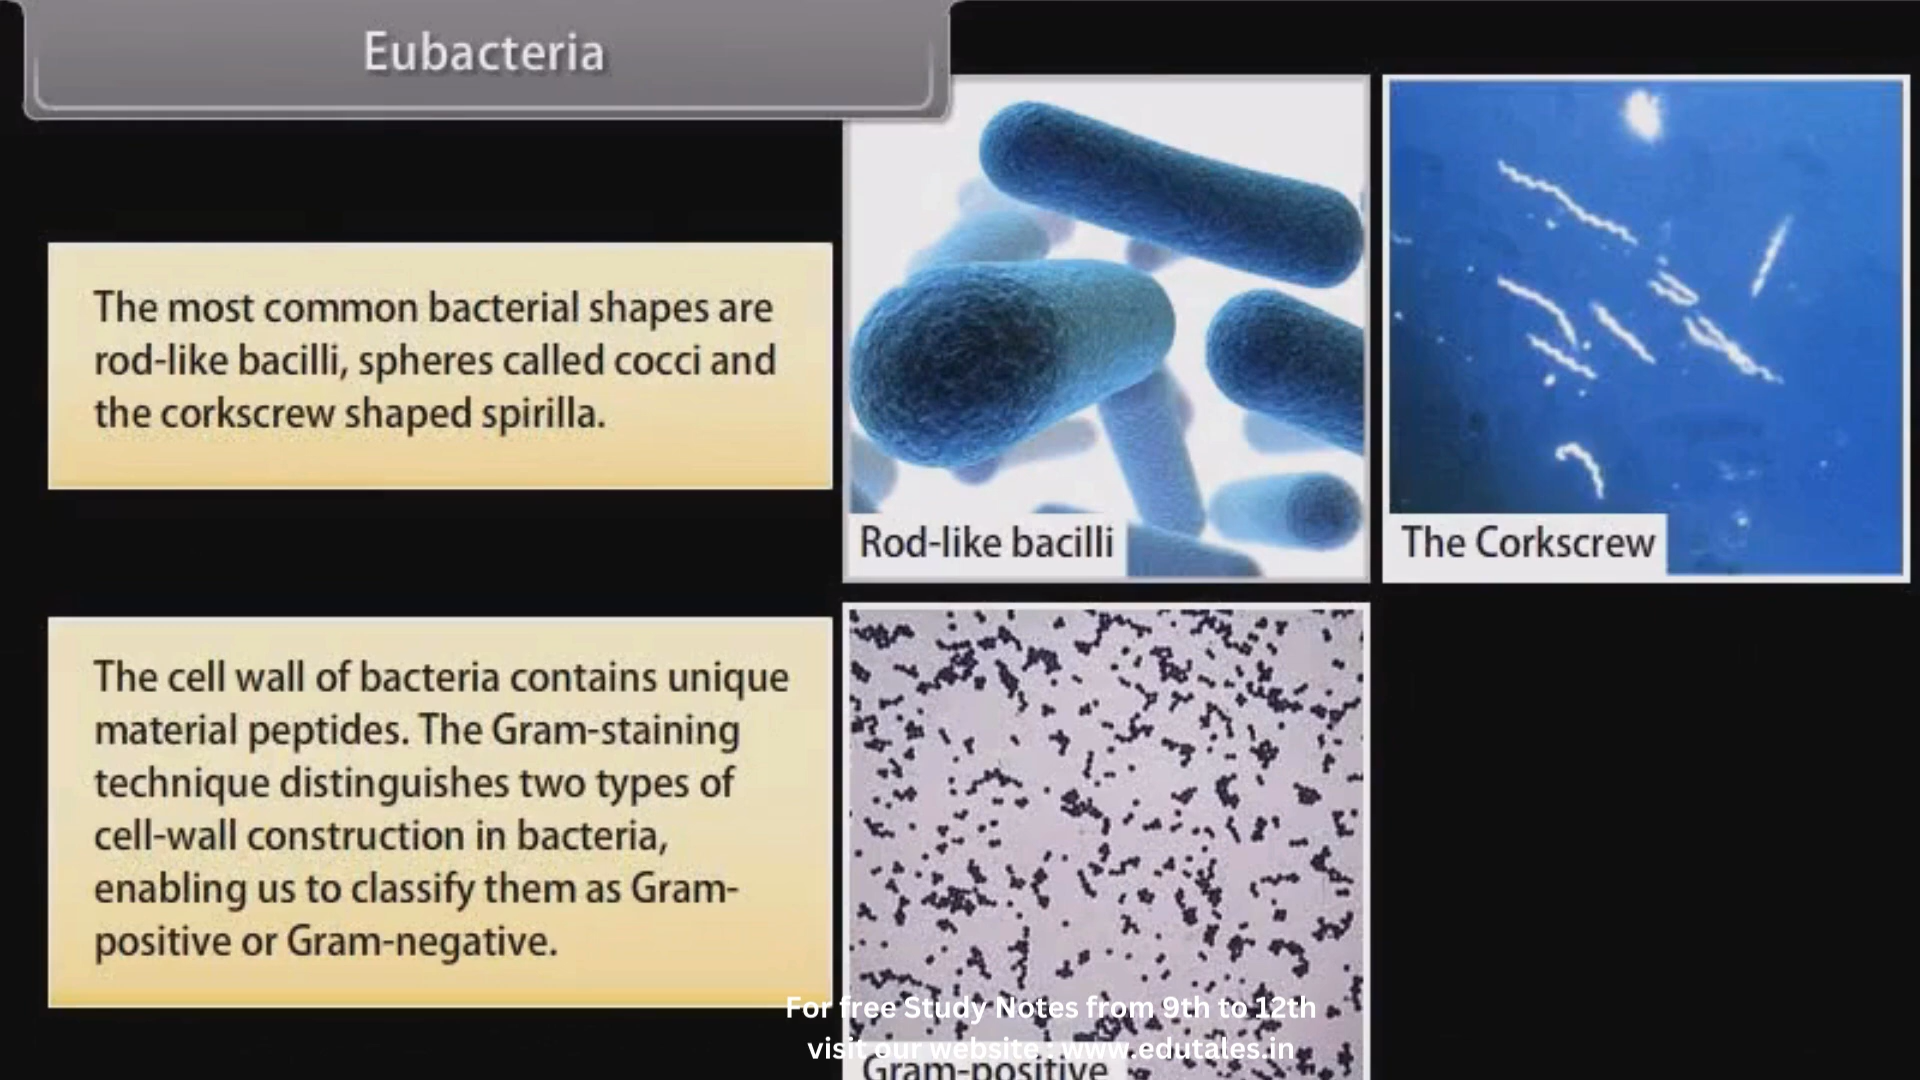 Eubacteria
The most common bacterial shapes are
rod-like bacilli, spheres called cocci and
the corkscrew shaped spirilla.
Rod-like bacilli
The Corkscrew
The cell wall of bacteria contains unique
material peptides. The Gram-staining
technique distinguishes two types of
cell-wall construction in bacteria,
enabling us to classify them as Gram-
positive or Gram-negative.
For free Study Notes from 9th to 12th
visit our website : www.edutales.in
Gram-positive